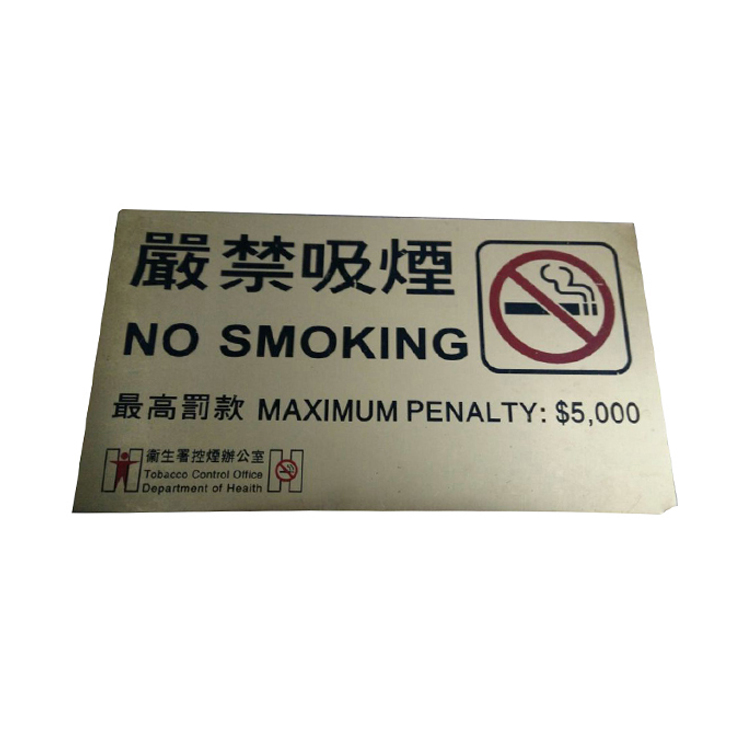 嚴禁吸煙
NO SMOKING
最高罰款 MAXIMUM PENALTY: $5,000
衞生署控煙辦公室
Tobacco Control Office
Department of Health